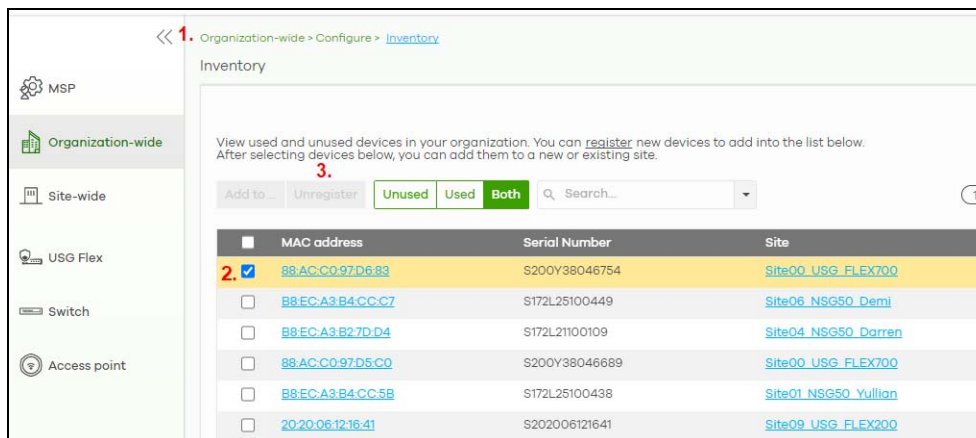 1. Organization-wide > Configure > Inventory
Inventory
MSP
Organization-wide
Site-wide
USG Flex
Switch
Access point
View used and unused devices in your organization. You can register new devices to add into the list below.
After selecting devices below, you can add them to a new or existing site.
3.
Add to... Unregister Unused Used Both Search... 1
MAC address Serial Number Site
2. 88:AC:C0:97:D6:83 S200Y38046754 Site00_USG_FLEX700
B8:EC:A3:B4:CC:C7 S172L25100449 Site06_NSG50_Demi
B8:EC:A3:B2:7D:D4 S172L21100109 Site04_NSG50_Darren
88:AC:C0:97:D5:C0 S200Y38046689 Site00_USG_FLEX700
B8:EC:A3:B4:CC:5B S172L25100438 Site01_NSG50_Yullian
20:20:06:12:16:41 S202006121641 Site09_USG_FLEX200